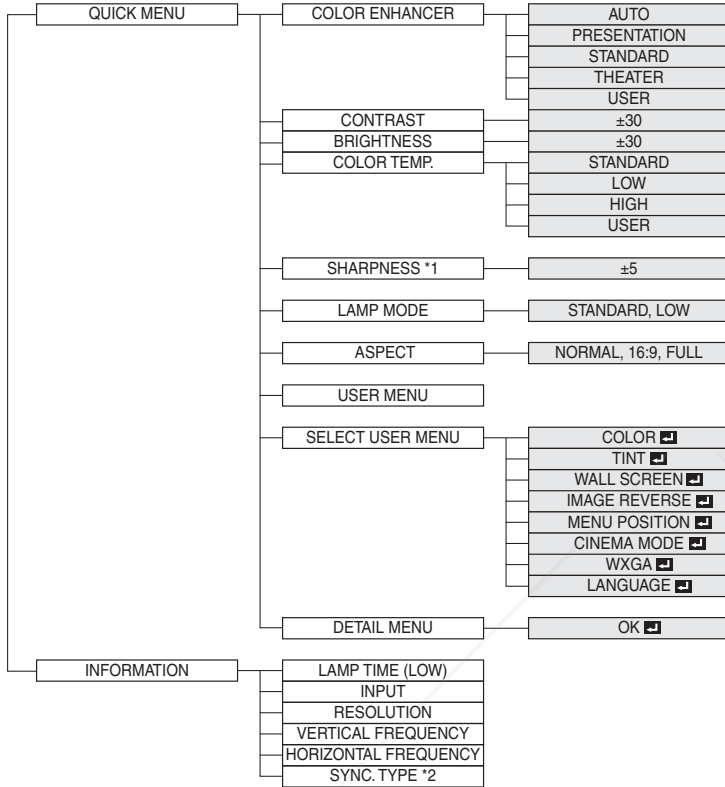 QUICK MENU COLOR ENHANCER AUTO
PRESENTATION
STANDARD
THEATER
USER
CONTRAST ±30
BRIGHTNESS ±30
COLOR TEMP. STANDARD
LOW
HIGH
USER
SHARPNESS *1 ±5
LAMP MODE STANDARD, LOW
ASPECT NORMAL, 16:9, FULL
USER MENU
SELECT USER MENU COLOR
TINT
WALL SCREEN
IMAGE REVERSE
MENU POSITION
CINEMA MODE
WXGA
LANGUAGE
DETAIL MENU OK
INFORMATION LAMP TIME (LOW)
INPUT
RESOLUTION
VERTICAL FREQUENCY
HORIZONTAL FREQUENCY
SYNC. TYPE *2